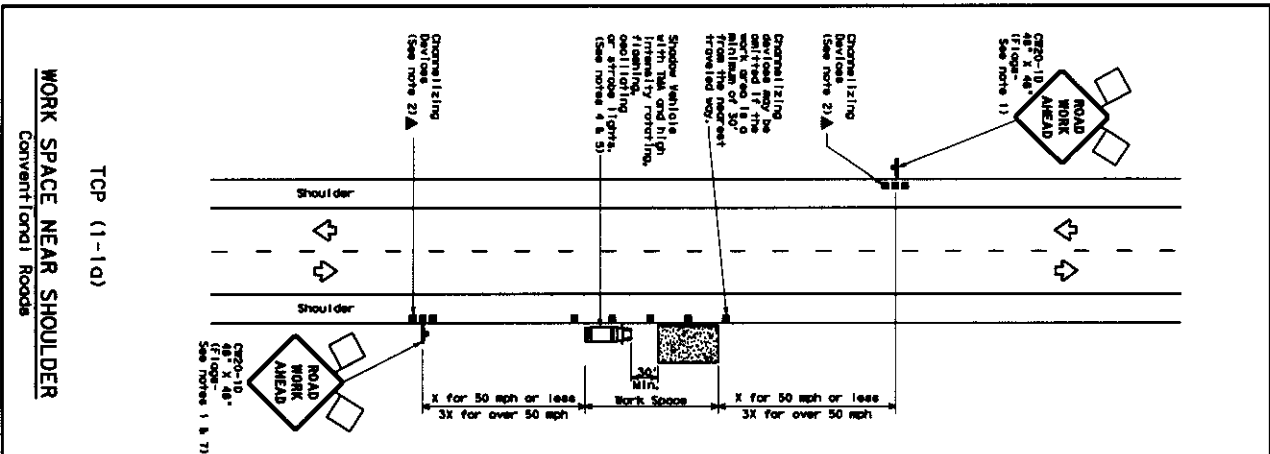 CW20-1D
48" X 48"
(Flags-
See note 1)
ROAD
WORK
AHEAD
Channelizing
Devices
(See note 2)▲
Channelizing
devices may be
omitted if the
work area is a
minimum of 30'
from the nearest
traveled way.
Shadow Vehicle
with TMA and high
intensity rotating,
flashing,
oscillating
or strobe lights.
(See notes 4 & 5)
Channelizing
Devices
(See note 2)▲
Shoulder
Shoulder
30'
Min.
X for 50 mph or less
3X for over 50 mph
Work Space
X for 50 mph or less
3X for over 50 mph
ROAD
WORK
AHEAD
CW20-1D
48" X 48"
(Flags-
See notes 1 & 7)
TCP (1-1a)
WORK SPACE NEAR SHOULDER
Conventional Roads